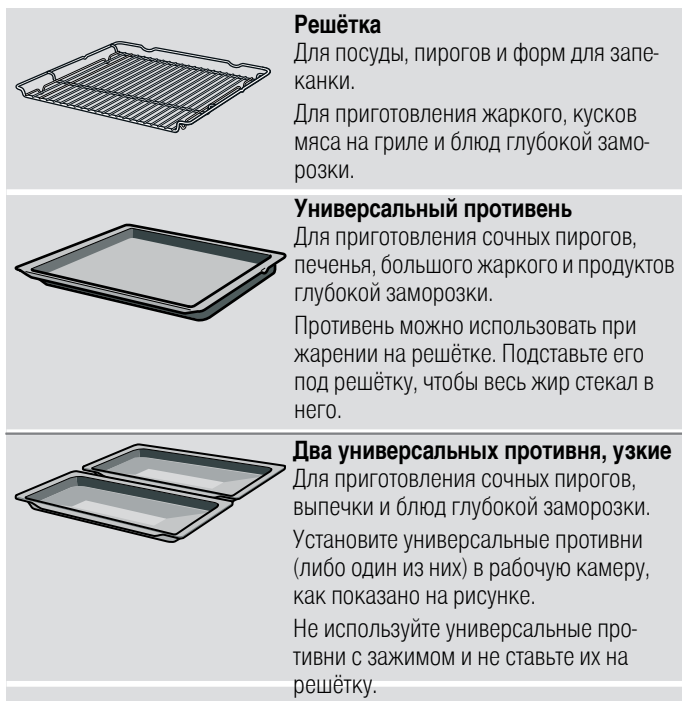 Решётка
Для посуды, пирогов и форм для запе-
канки.
Для приготовления жаркого, кусков
мяса на гриле и блюд глубокой замо-
розки.
Универсальный противень
Для приготовления сочных пирогов,
печенья, большого жаркого и продуктов
глубокой заморозки.
Противень можно использовать при
жарении на решётке. Подставьте его
под решётку, чтобы весь жир стекал в
него.
Два универсальных противня, узкие
Для приготовления сочных пирогов,
выпечки и блюд глубокой заморозки.
Установите универсальные противни
(либо один из них) в рабочую камеру,
как показано на рисунке.
Не используйте универсальные про-
тивни с зажимом и не ставьте их на
решётку.